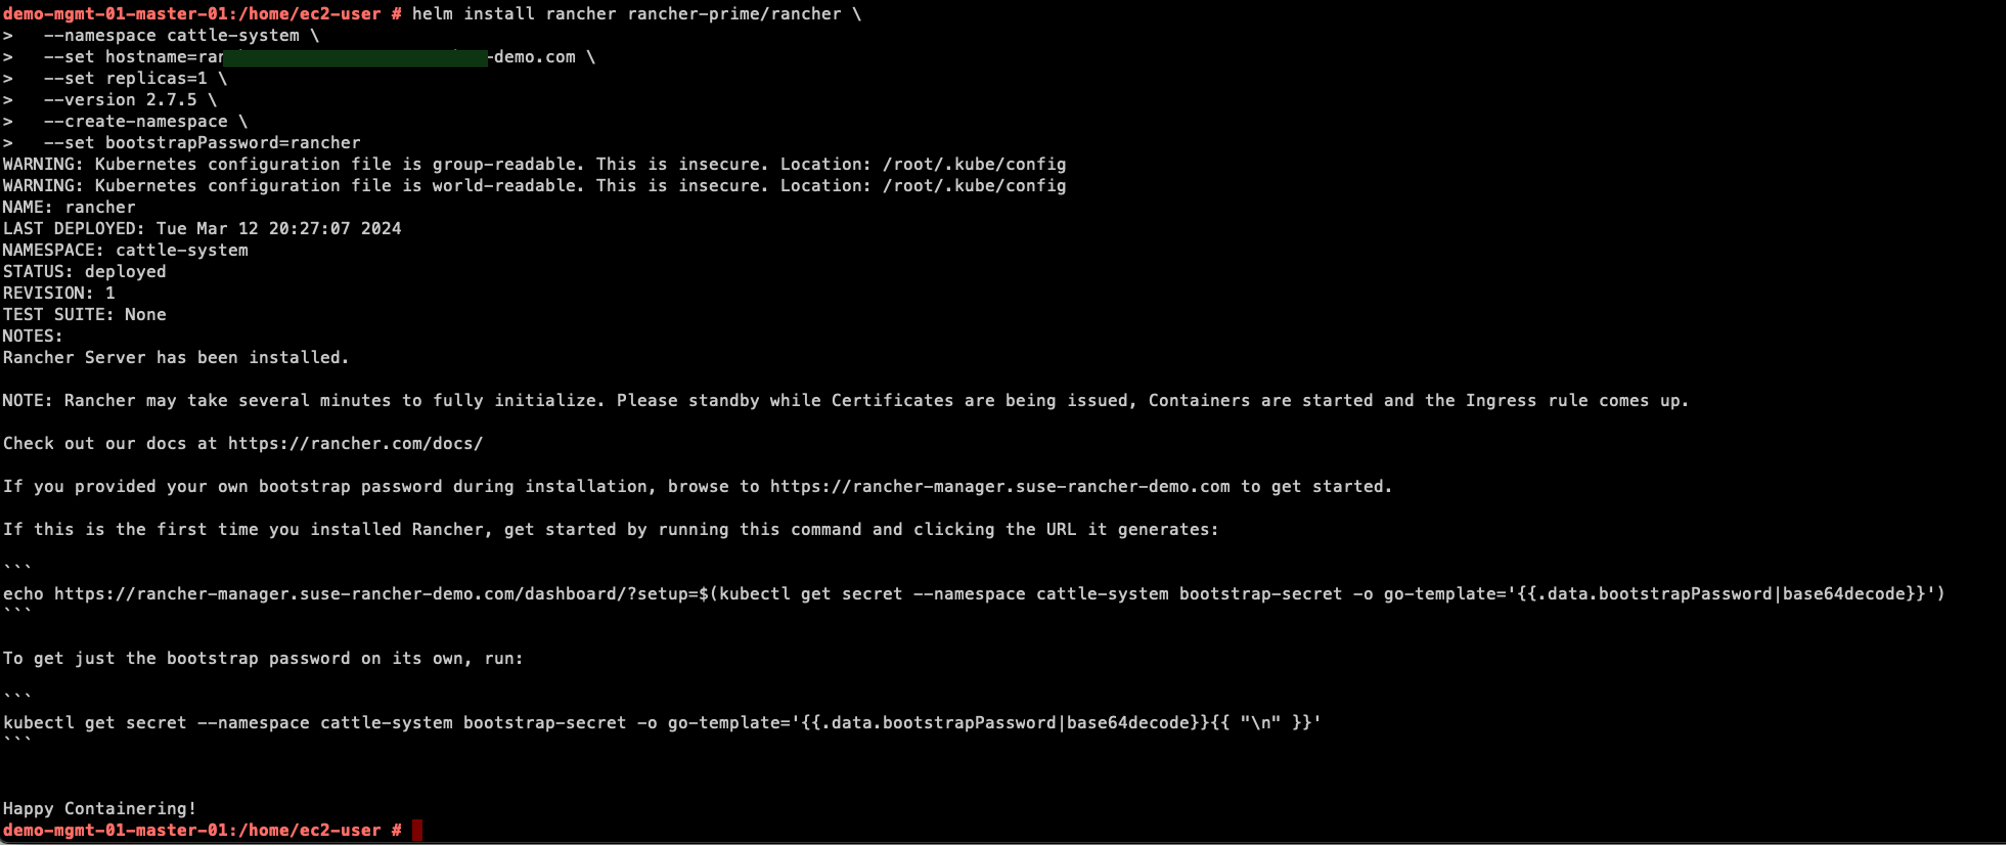 demo-mgmt-01-master-01:/home/ec2-user # helm install rancher rancher-prime/rancher \
>   --namespace cattle-system \
>   --set hostname=ran -demo.com \
>   --set replicas=1 \
>   --version 2.7.5 \
>   --create-namespace \
>   --set bootstrapPassword=rancher
WARNING: Kubernetes configuration file is group-readable. This is insecure. Location: /root/.kube/config
WARNING: Kubernetes configuration file is world-readable. This is insecure. Location: /root/.kube/config
NAME: rancher
LAST DEPLOYED: Tue Mar 12 20:27:07 2024
NAMESPACE: cattle-system
STATUS: deployed
REVISION: 1
TEST SUITE: None
NOTES:
Rancher Server has been installed.
NOTE: Rancher may take several minutes to fully initialize. Please standby while Certificates are being issued, Containers are started and the Ingress rule comes up.
Check out our docs at https://rancher.com/docs/
If you provided your own bootstrap password during installation, browse to https://rancher-manager.suse-rancher-demo.com to get started.
If this is the first time you installed Rancher, get started by running this command and clicking the URL it generates:
```
echo https://rancher-manager.suse-rancher-demo.com/dashboard/?setup=$(kubectl get secret --namespace cattle-system bootstrap-secret -o go-template='{{.data.bootstrapPassword|base64decode}}')
```
To get just the bootstrap password on its own, run:
```
kubectl get secret --namespace cattle-system bootstrap-secret -o go-template='{{.data.bootstrapPassword|base64decode}}{{ "\n" }}'
```
Happy Containering!
demo-mgmt-01-master-01:/home/ec2-user #